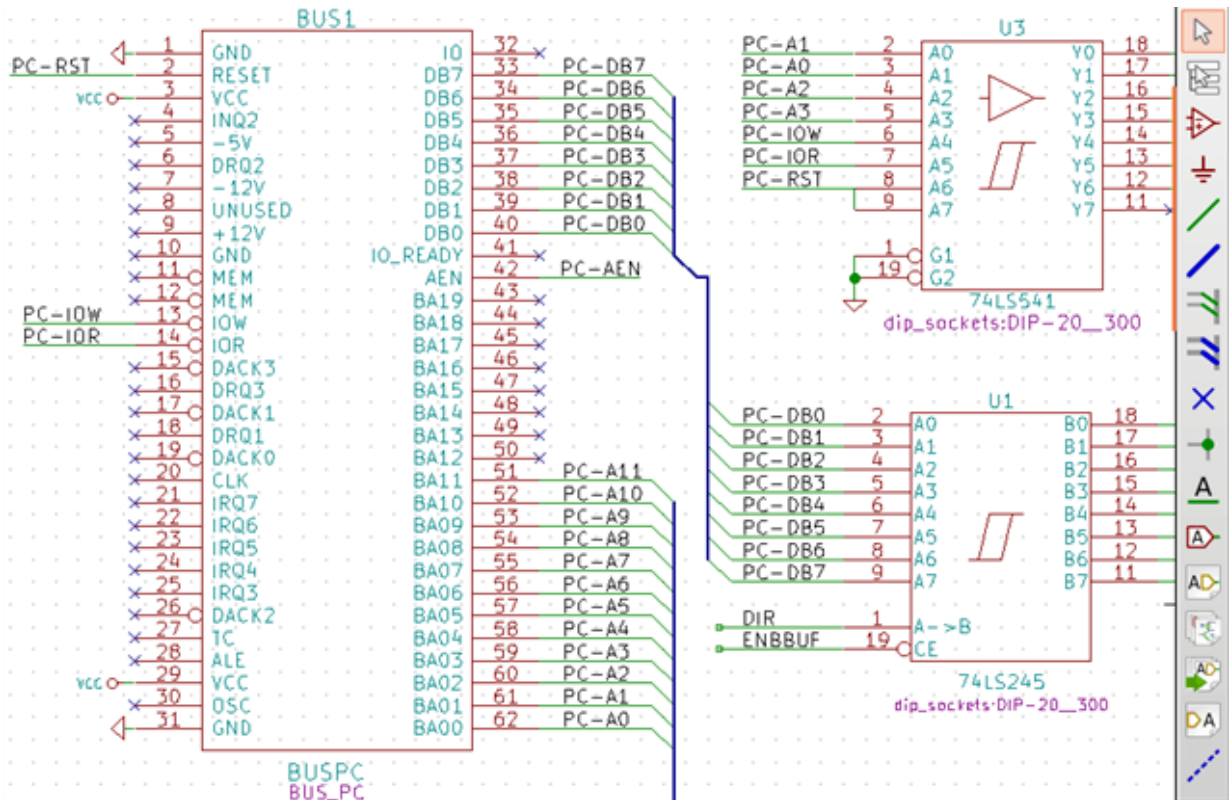 BUS1
1 GND
PC-RST 2 RESET
VCC 3 VCC
4 INQ2
5 -5V
6 DRQ2
7 -12V
8 UNUSED
9 +12V
10 GND
11 MEM
12 MEM
PC-IOW 13 IOW
PC-IOR 14 IOR
15 DACK3
16 DRQ3
17 DACK1
18 DRQ1
19 DACK0
20 CLK
21 IRQ7
22 IRQ6
23 IRQ5
24 IRQ4
25 IRQ3
26 DACK2
27 TC
28 ALE
VCC 29 VCC
30 OSC
31 GND
IO 32
DB7 33 PC-DB7
DB6 34 PC-DB6
DB5 35 PC-DB5
DB4 36 PC-DB4
DB3 37 PC-DB3
DB2 38 PC-DB2
DB1 39 PC-DB1
DB0 40 PC-DB0
IO_READY 41
AEN 42 PC-AEN
BA19 43
BA18 44
BA17 45
BA16 46
BA15 47
BA14 48
BA13 49
BA12 50
BA11 51 PC-A11
BA10 52 PC-A10
BA09 53 PC-A9
BA08 54 PC-A8
BA07 55 PC-A7
BA06 56 PC-A6
BA05 57 PC-A5
BA04 58 PC-A4
BA03 59 PC-A3
BA02 60 PC-A2
BA01 61 PC-A1
BA00 62 PC-A0
BUSPC
BUS_PC
U3
PC-A1 2 A0 Y0 18
PC-A0 3 A1 Y1 17
PC-A2 4 A2 Y2 16
PC-A3 5 A3 Y3 15
PC-IOW 6 A4 Y4 14
PC-IOR 7 A5 Y5 13
PC-RST 8 A6 Y6 12
9 A7 Y7 11
1 G1
19 G2
74LS541
dip_sockets:DIP-20__300
U1
PC-DB0 2 A0 B0 18
PC-DB1 3 A1 B1 17
PC-DB2 4 A2 B2 16
PC-DB3 5 A3 B3 15
PC-DB4 6 A4 B4 14
PC-DB5 7 A5 B5 13
PC-DB6 8 A6 B6 12
PC-DB7 9 A7 B7 11
DIR 1 A->B
ENBBUF 19 CE
74LS245
dip_sockets:DIP-20__300
A
A
AD
AD
DA